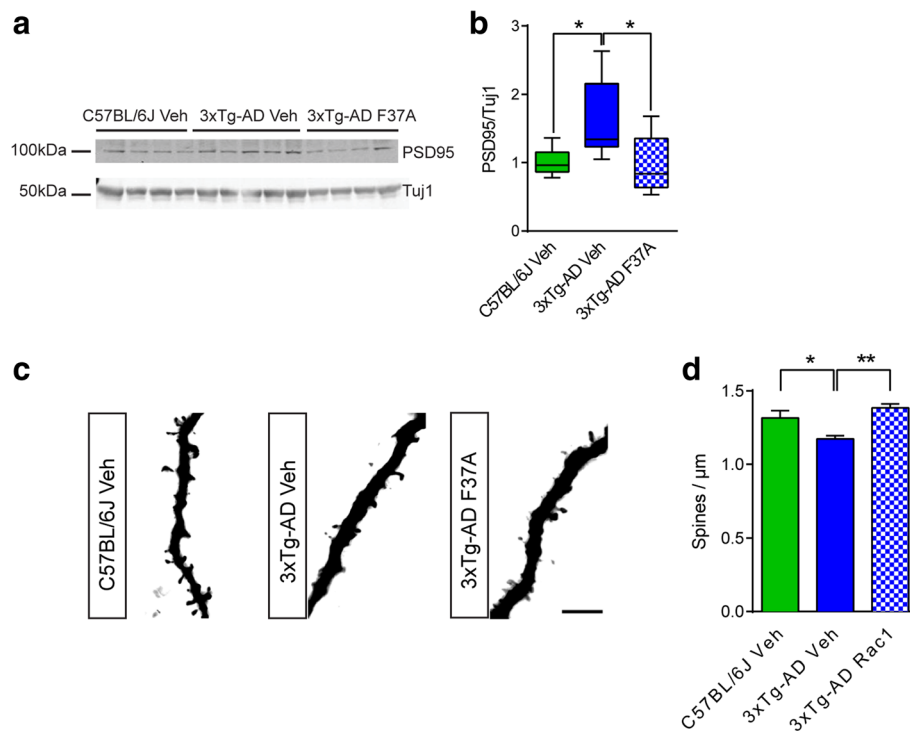 a
C57BL/6J Veh 3xTg-AD Veh 3xTg-AD F37A
100kDa PSD95
50kDa Tuj1
b
* *
3
2
1
0
PSD95/Tuj1
C57BL/6J Veh
3xTg-AD Veh
3xTg-AD F37A
c
C57BL/6J Veh
3xTg-AD Veh
3xTg-AD F37A
d
* **
1.5
1.0
0.5
0.0
Spines / µm
C57BL/6J Veh
3xTg-AD Veh
3xTg-AD Rac1